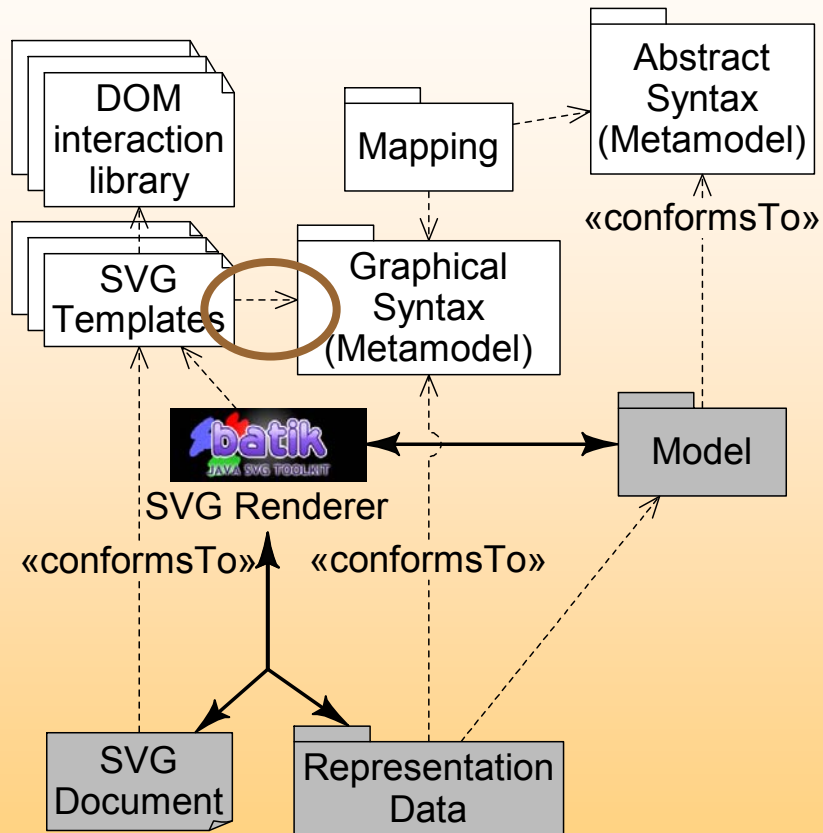 DOM
interaction
library
Mapping
Abstract
Syntax
(Metamodel)
«conformsTo»
SVG
Templates
Graphical
Syntax
(Metamodel)
batik
JAVA SVG TOOLKIT
SVG Renderer
Model
«conformsTo»
«conformsTo»
SVG
Document
Representation
Data